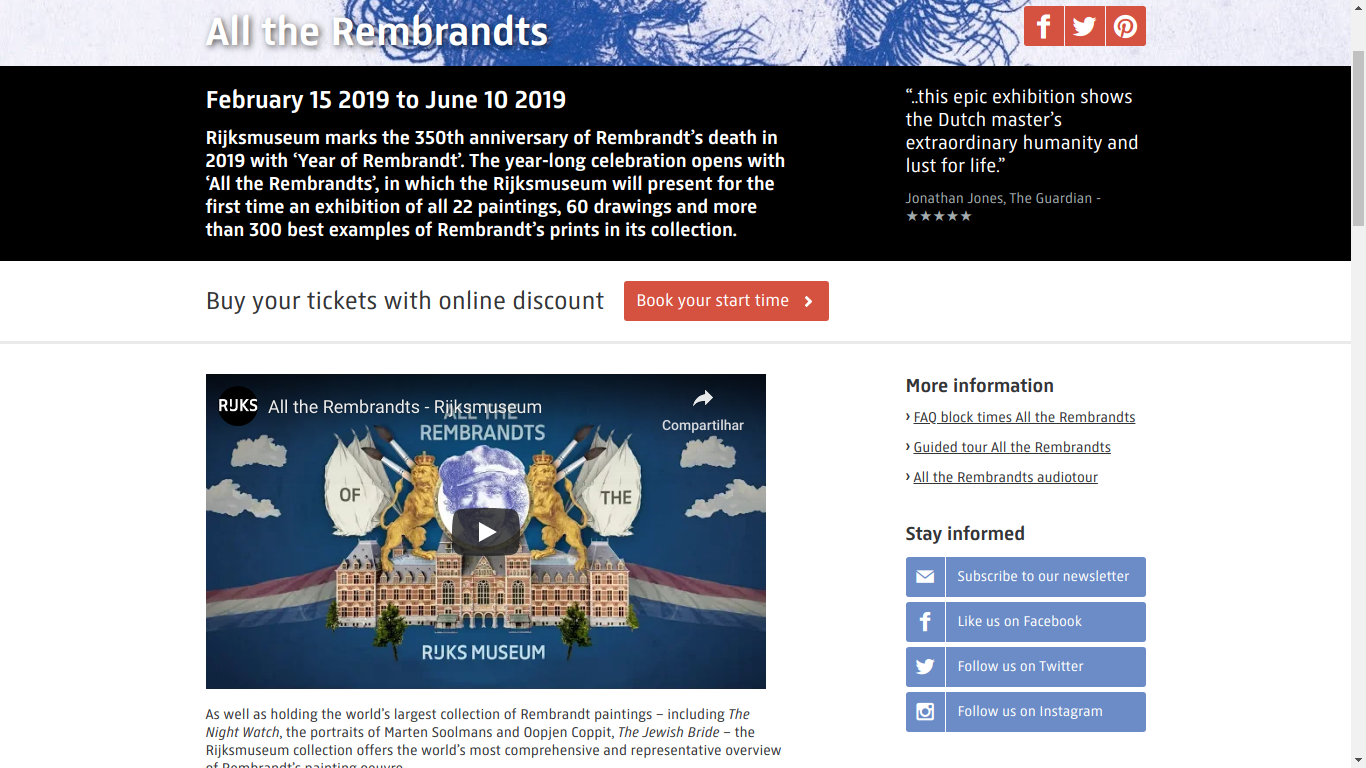 All the Rembrandts
February 15 2019 to June 10 2019
Rijksmuseum marks the 350th anniversary of Rembrandt’s death in
2019 with ‘Year of Rembrandt’. The year-long celebration opens with
‘All the Rembrandts’, in which the Rijksmuseum will present for the
first time an exhibition of all 22 paintings, 60 drawings and more
than 300 best examples of Rembrandt’s prints in its collection.
“..this epic exhibition shows
the Dutch master’s
extraordinary humanity and
lust for life.”
Jonathan Jones, The Guardian -
★★★★★
Buy your tickets with online discount
Book your start time
RIJKS
All the Rembrandts - Rijksmuseum
Compartilhar
ALL THE
REMBRANDTS
OF
THE
RIJKS MUSEUM
As well as holding the world’s largest collection of Rembrandt paintings – including The
Night Watch, the portraits of Marten Soolmans and Oopjen Coppit, The Jewish Bride – the
Rijksmuseum collection offers the world’s most comprehensive and representative overview
of Rembrandt’s painting oeuvre
More information
FAQ block times All the Rembrandts
Guided tour All the Rembrandts
All the Rembrandts audiotour
Stay informed
Subscribe to our newsletter
Like us on Facebook
Follow us on Twitter
Follow us on Instagram